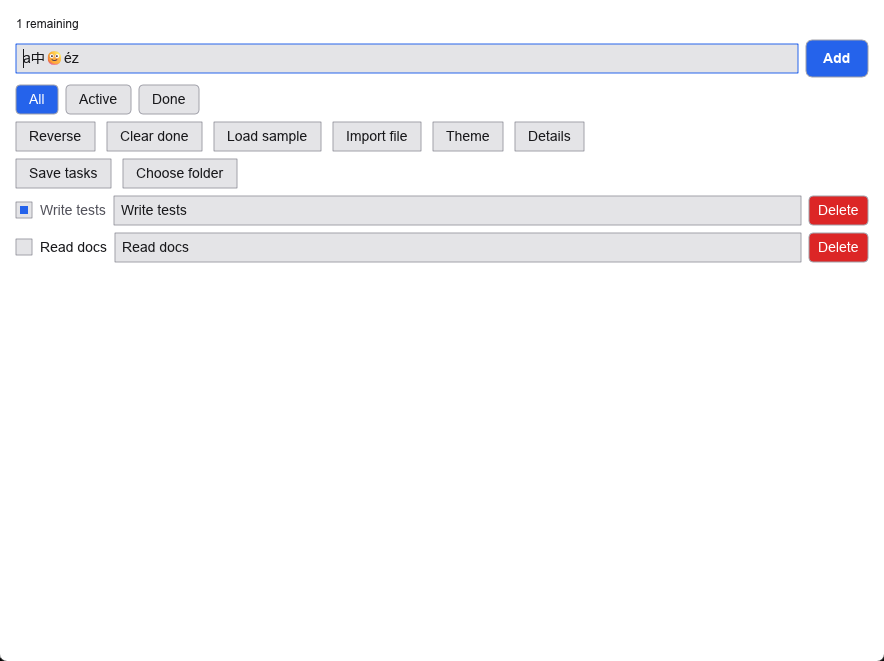 1 remaining
a中🙂éz Add
All Active Done
Reverse Clear done Load sample Import file Theme Details
Save tasks Choose folder
Write tests Write tests Delete
Read docs Read docs Delete